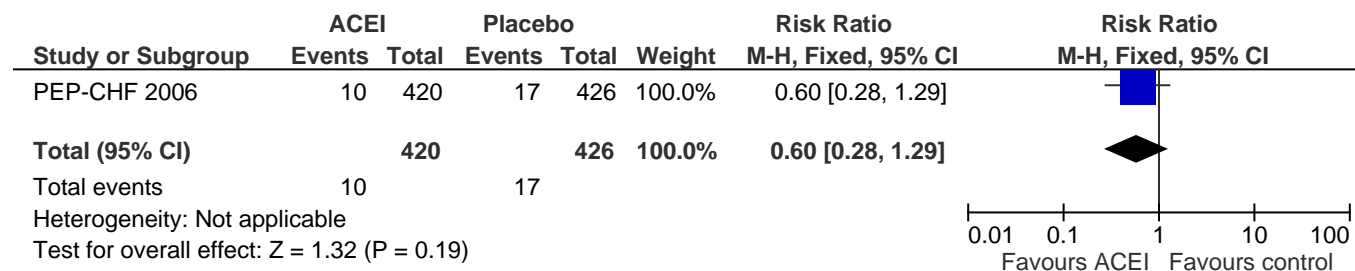 ACEI Placebo Risk Ratio Risk Ratio
Study or Subgroup Events Total Events Total Weight M-H, Fixed, 95% CI M-H, Fixed, 95% CI
PEP-CHF 2006 10 420 17 426 100.0% 0.60 [0.28, 1.29]
Total (95% CI) 420 426 100.0% 0.60 [0.28, 1.29]
Total events 10 17
Heterogeneity: Not applicable
Test for overall effect: Z = 1.32 (P = 0.19)
0.01 0.1 1 10 100
Favours ACEI Favours control